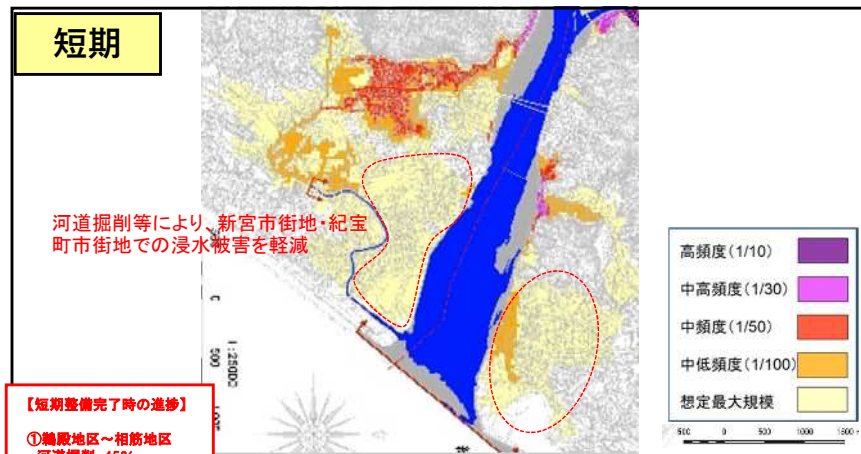 短期
河道掘削等により、新宮市街地・紀宝
町市街地での浸水被害を軽減
高頻度(1/10)
中高頻度(1/30)
中頻度(1/50)
中低頻度(1/100)
想定最大規模
500 0 500 1000 1500
0
500
1:25000
【短期整備完了時の進捗】
①鵜殿地区～相筋地区